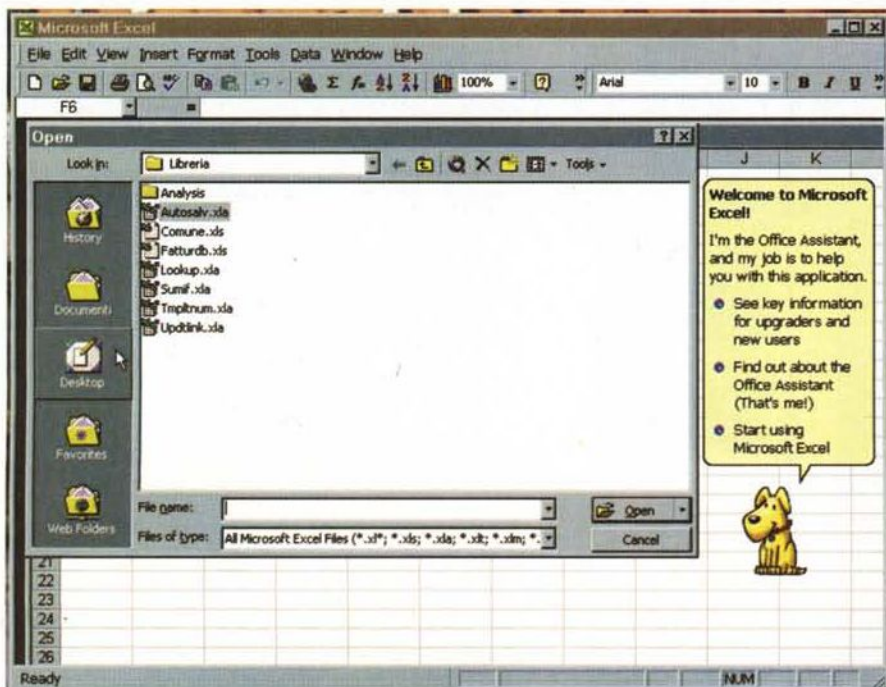 Microsoft Excel
File Edit View Insert Format Tools Data Window Help
100% Arial 10 B I U
F6 =
Open
Look in: Libreria Tools
J K
History
Documenti
Desktop
Favorites
Web Folders
Analysis
Autosalv.xla
Comune.xls
Fatturdb.xls
Lookup.xla
Sumif.xla
Tmpltnum.xla
Updtlink.xla
File name: Open
Files of type: All Microsoft Excel Files (*.xl*; *.xls; *.xla; *.xlt; *.xlm; *. Cancel
Welcome to Microsoft
Excel!
I'm the Office Assistant,
and my job is to help
you with this application.
See key information
for upgraders and
new users
Find out about the
Office Assistant
(That's me!)
Start using
Microsoft Excel
21
22
23
24
25
26
Ready NUM